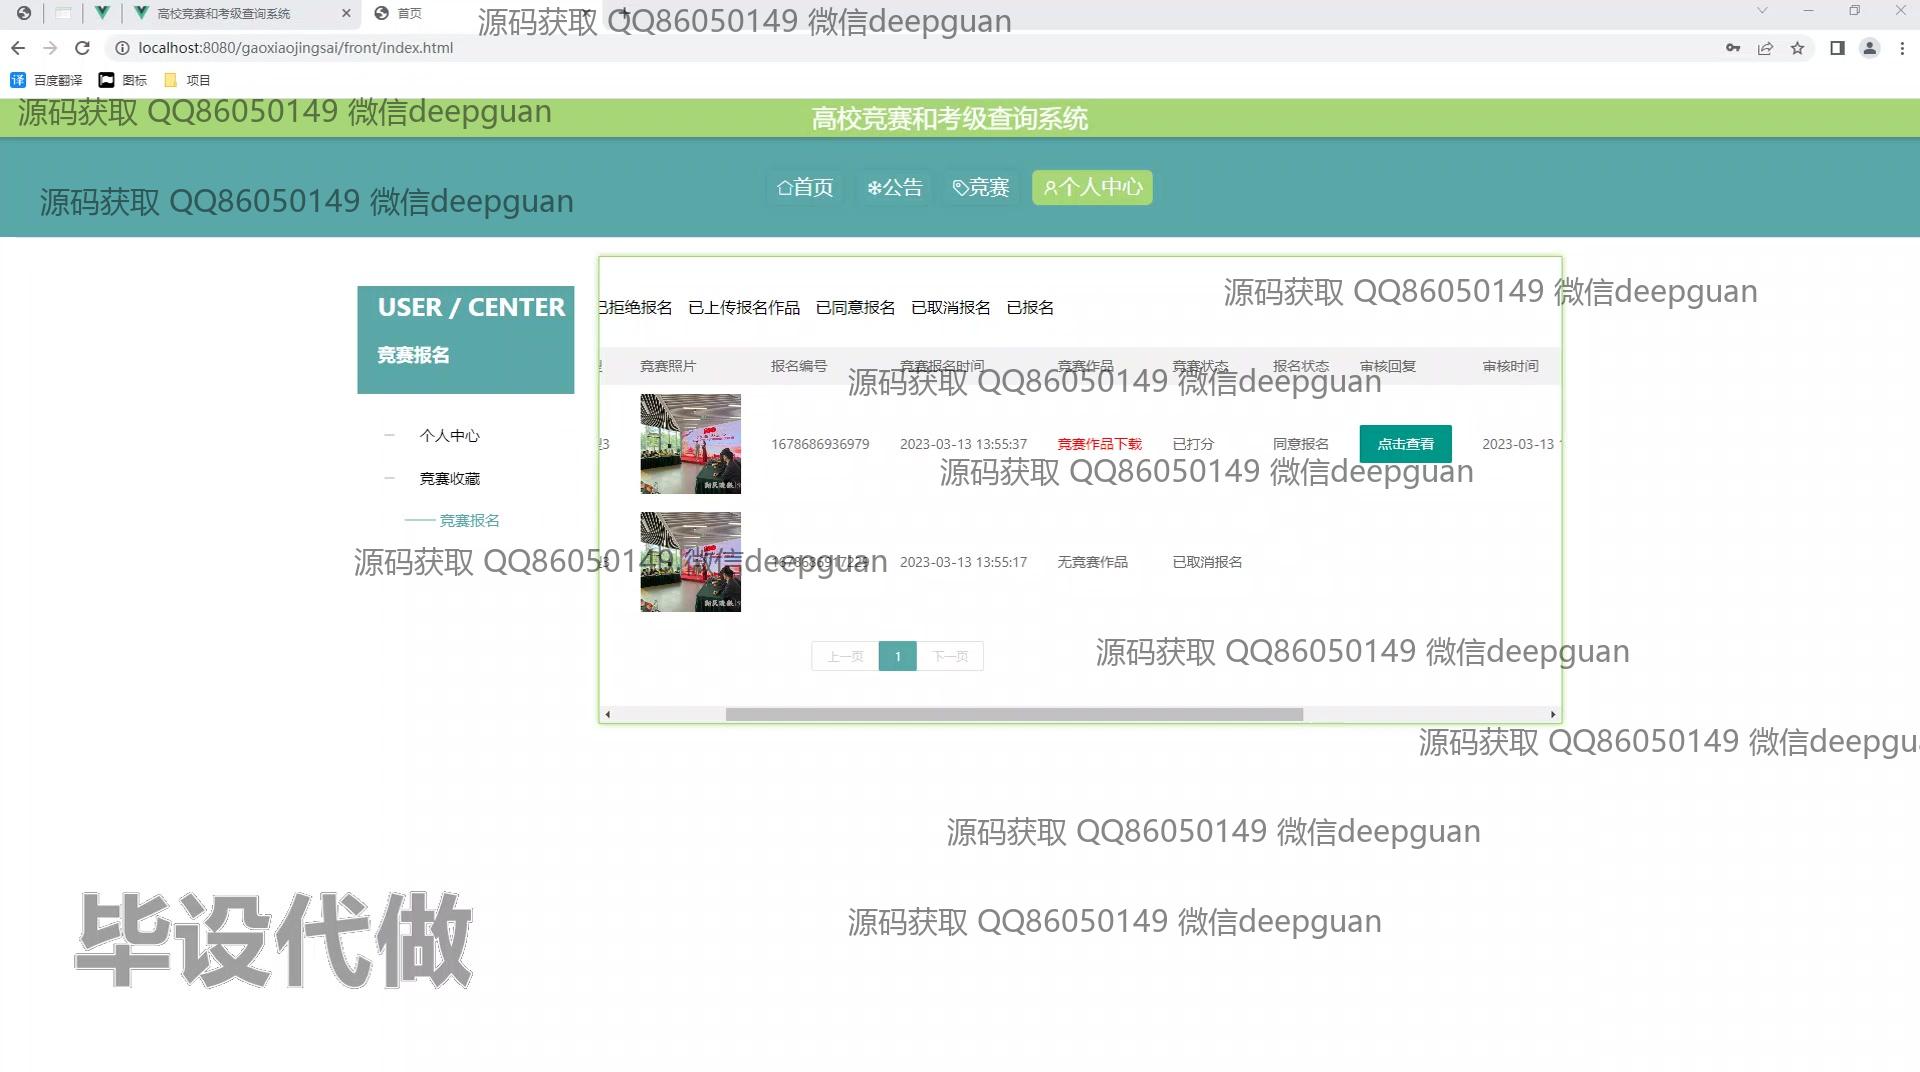 高校竞赛和考级查询系统
首页
源码获取 QQ86050149 微信deepguan
localhost:8080/gaoxiaojingsai/front/index.html
百度翻译 图标 项目
源码获取 QQ86050149 微信deepguan
高校竞赛和考级查询系统
首页 公告 竞赛 个人中心
源码获取 QQ86050149 微信deepguan
USER / CENTER
竞赛报名
源码获取 QQ86050149 微信deepguan
已拒绝报名 已上传报名作品 已同意报名 已取消报名 已报名
竞赛照片 报名编号 竞赛报名时间 竞赛作品 竞赛状态 报名状态 审核回复 审核时间
源码获取 QQ86050149 微信deepguan
个人中心
竞赛收藏
竞赛报名
3 1678686936979 2023-03-13 13:55:37 竞赛作品下载 已打分 同意报名 点击查看 2023-03-13
源码获取 QQ86050149 微信deepguan
源码获取 QQ86050149 微信deepguan
3 1678686917229 2023-03-13 13:55:17 无竞赛作品 已取消报名
上一页 1 下一页
源码获取 QQ86050149 微信deepguan
源码获取 QQ86050149 微信deepgu
源码获取 QQ86050149 微信deepguan
源码获取 QQ86050149 微信deepguan
毕设代做